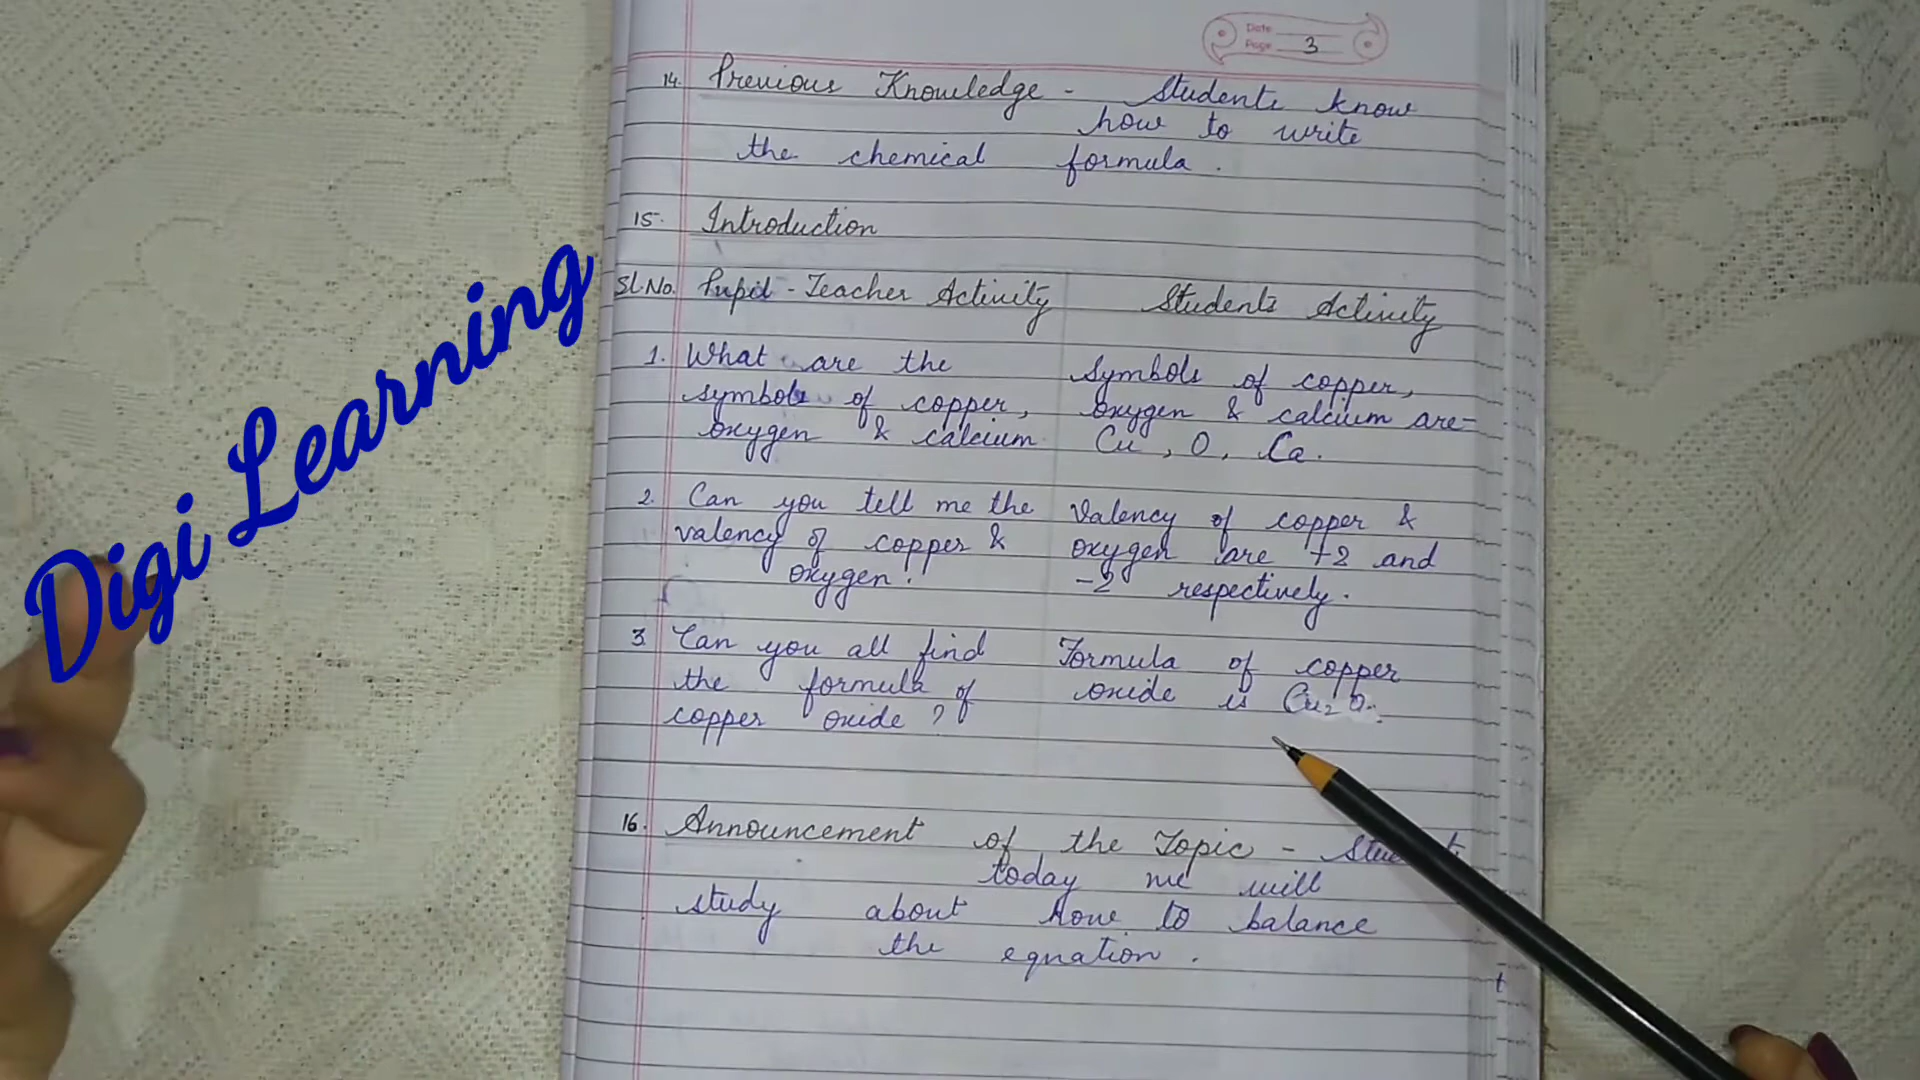 Date
Page 3
14. Previous Knowledge - Students know
how to write
the chemical formula.
15. Introduction
Sl.No. Pupil-Teacher Activity Students Activity
1. What are the
symbols of copper,
oxygen & calcium
Symbols of copper,
oxygen & calcium are-
Cu, O, Ca.
2. Can you tell me the
valency of copper &
oxygen.
Valency of copper &
oxygen are +2 and
-2 respectively.
3. Can you all find
the formula of
copper oxide?
Formula of copper
oxide is Cu2O.
16. Announcement of the Topic -
today we will
study about how to balance
the equation.
Digi Learning